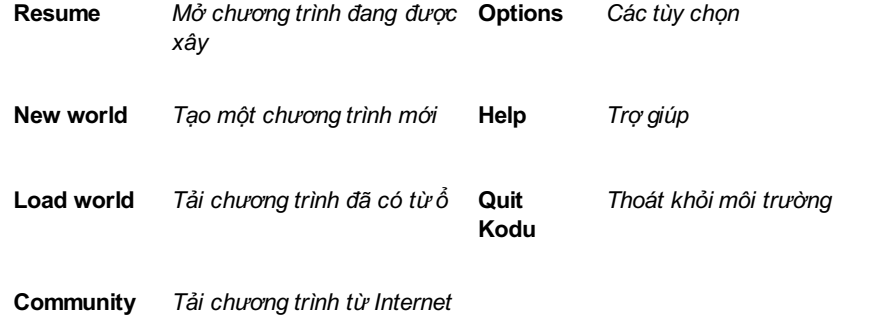 Resume Mở chương trình đang được Options Các tùy chọn
xây
New world Tạo một chương trình mới Help Trợ giúp
Load world Tải chương trình đã có từ ổ Quit Thoát khỏi môi trường
Kodu
Community Tải chương trình từ Internet